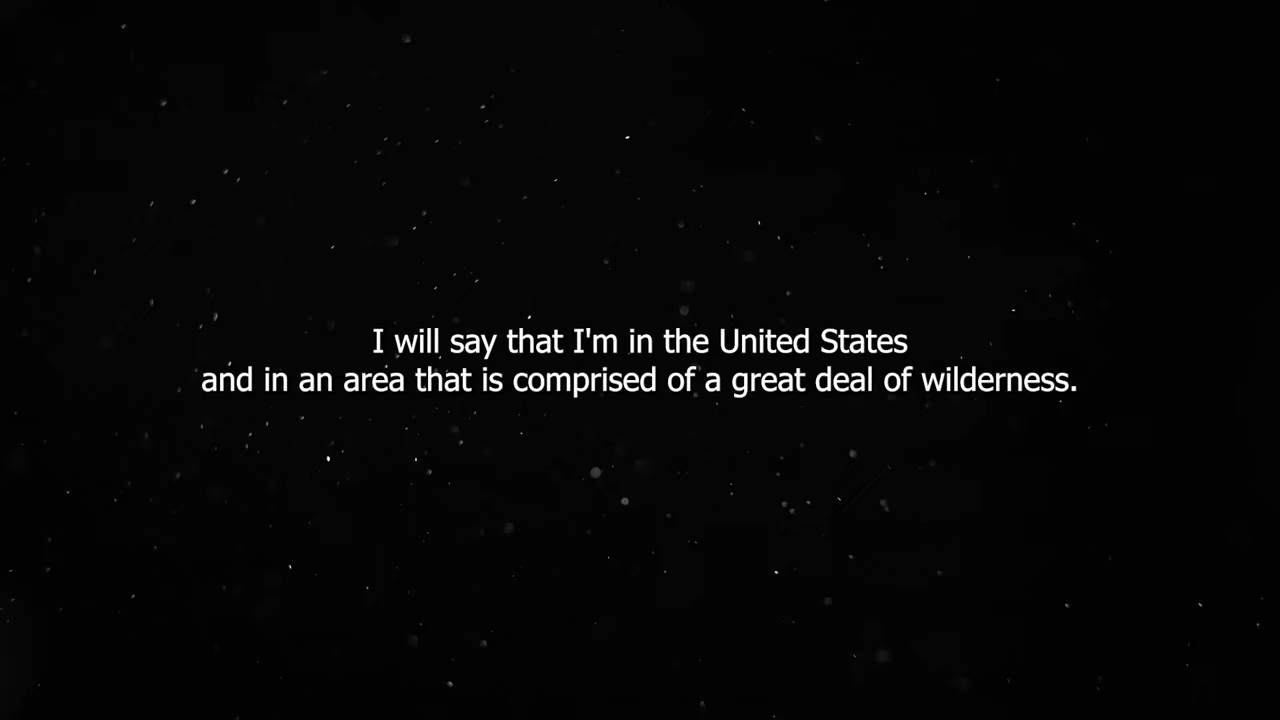 I will say that I'm in the United States
and in an area that is comprised of a great deal of wilderness.